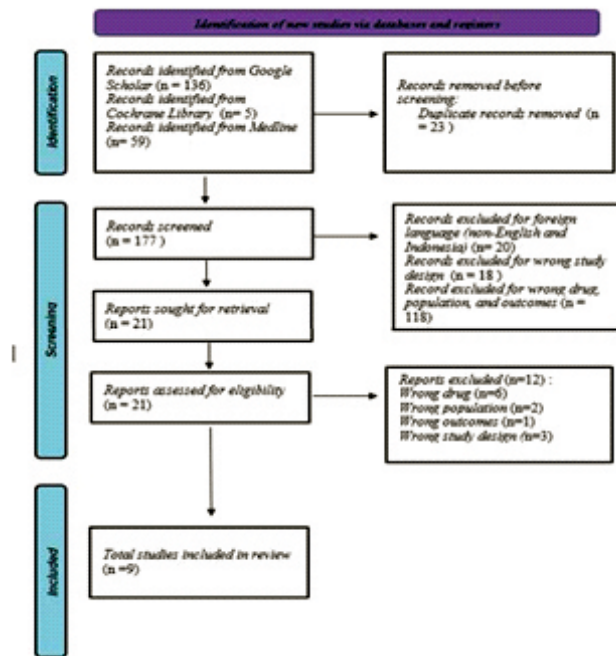 Identification of new studies via databases and registers
Identification
Records identified from Google
Scholar (n = 136)
Records identified from
Cochrane Library (n= 5)
Records identified from Medline
(n= 59)
Records removed before
screening:
Duplicate records removed (n
= 23 )
Screening
Records screened
(n = 177 )
Records excluded for foreign
language (non-English and
Indonesia) (n= 20)
Records excluded for wrong study
design (n = 18 )
Record excluded for wrong drug,
population, and outcomes (n =
118)
Reports sought for retrieval
(n = 21)
Reports assessed for eligibility
(n = 21)
Reports excluded (n=12) :
Wrong drug (n=6)
Wrong population (n=2)
Wrong outcomes (n=1)
Wrong study design (n=3)
Included
Total studies included in review
(n =9)